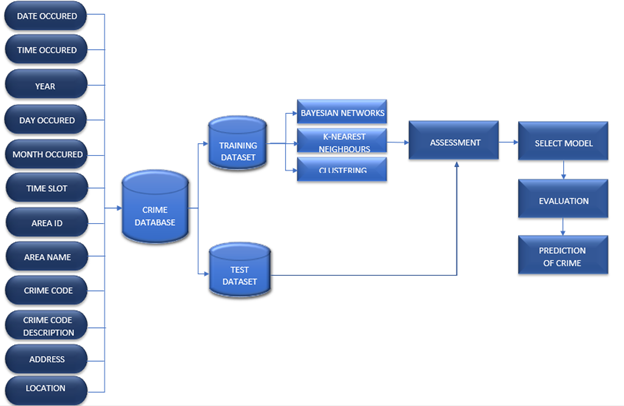 DATE OCCURED
TIME OCCURED
YEAR
DAY OCCURED
MONTH OCCURED
TIME SLOT
AREA ID
AREA NAME
CRIME CODE
CRIME CODE
DESCRIPTION
ADDRESS
LOCATION
CRIME
DATABASE
TRAINING
DATASET
TEST
DATASET
BAYESIAN NETWORKS
K-NEAREST
NEIGHBOURS
CLUSTERING
ASSESSMENT
SELECT MODEL
EVALUATION
PREDICTION
OF CRIME